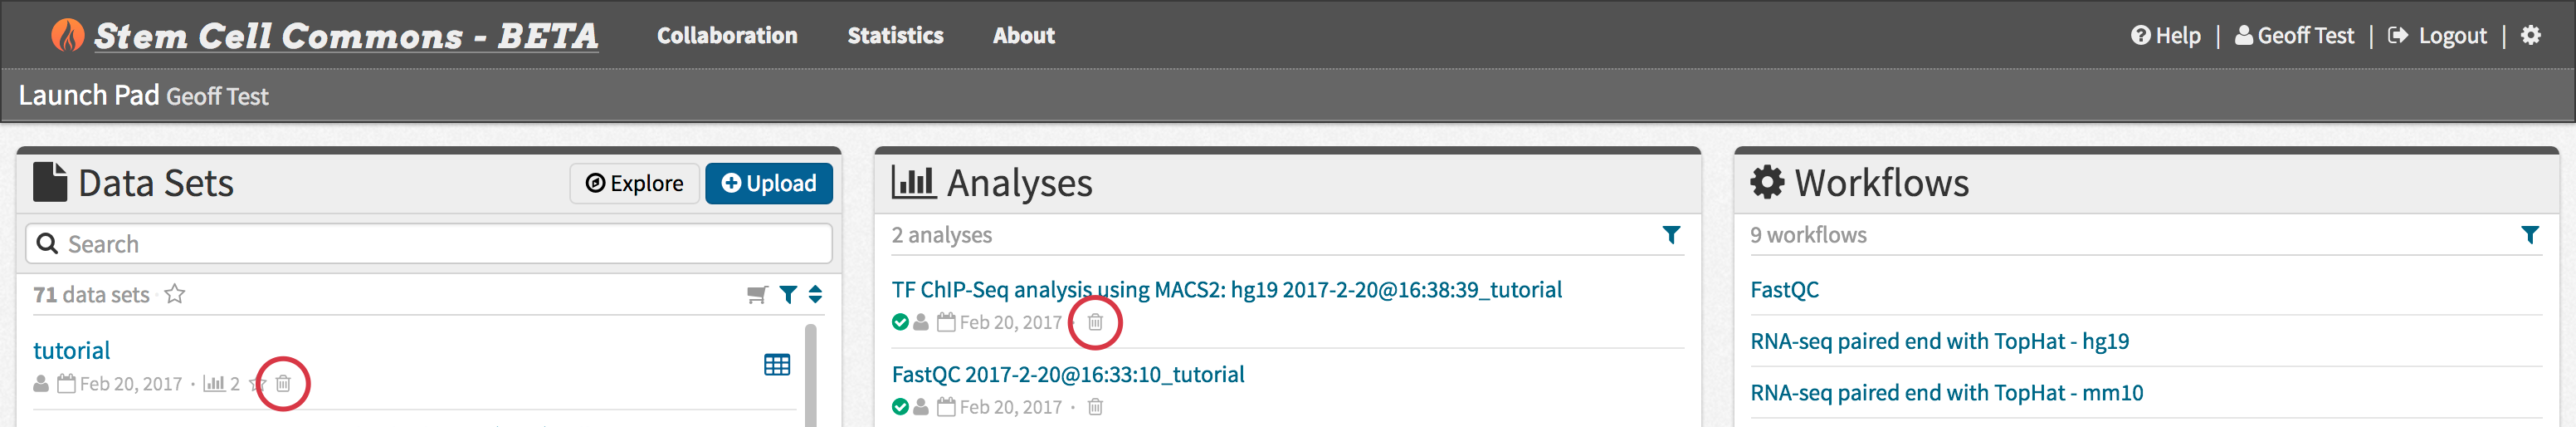 Stem Cell Commons - BETA Collaboration Statistics About Help | Geoff Test | Logout |
Launch Pad Geoff Test
Data Sets Explore Upload
Search
71 data sets
tutorial
Feb 20, 2017 · 2
Analyses
2 analyses
TF ChIP-Seq analysis using MACS2: hg19 2017-2-20@16:38:39_tutorial
Feb 20, 2017 ·
FastQC 2017-2-20@16:33:10_tutorial
Feb 20, 2017 ·
Workflows
9 workflows
FastQC
RNA-seq paired end with TopHat - hg19
RNA-seq paired end with TopHat - mm10